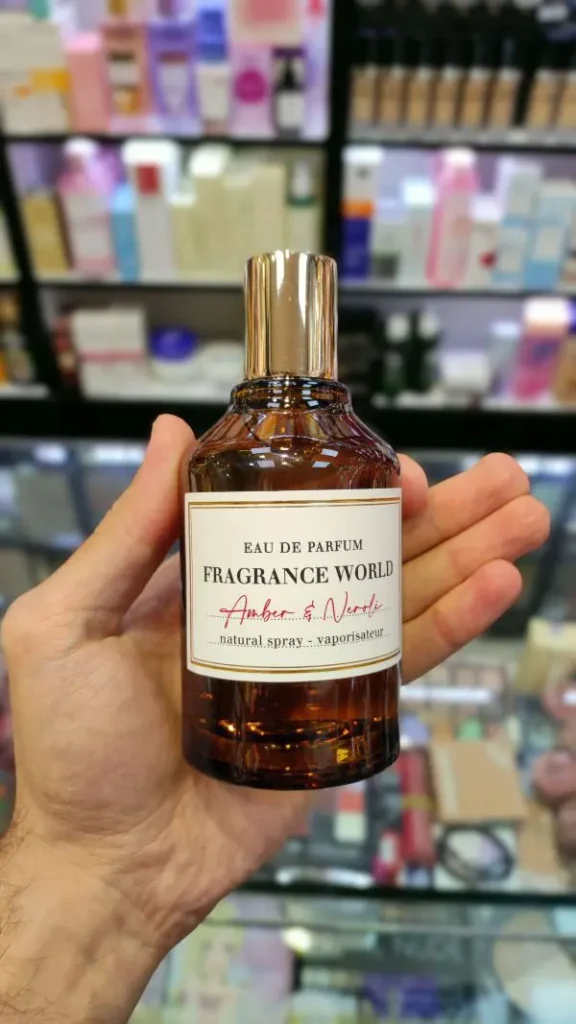 EAU DE PARFUM
FRAGRANCE WORLD
Amber & Neroli
natural spray - vaporisateur